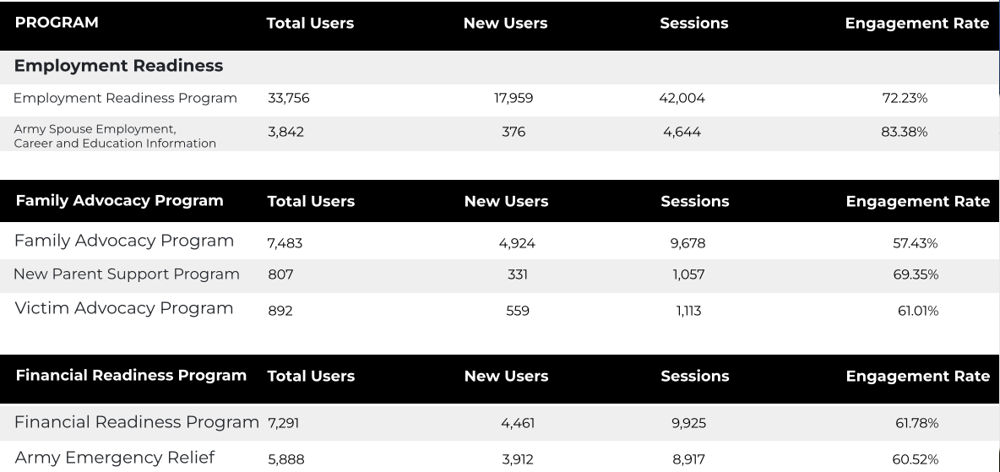 PROGRAM Total Users New Users Sessions Engagement Rate
Employment Readiness
Employment Readiness Program 33,756 17,959 42,004 72.23%
Army Spouse Employment,
Career and Education Information 3,842 376 4,644 83.38%
Family Advocacy Program Total Users New Users Sessions Engagement Rate
Family Advocacy Program 7,483 4,924 9,678 57.43%
New Parent Support Program 807 331 1,057 69.35%
Victim Advocacy Program 892 559 1,113 61.01%
Financial Readiness Program Total Users New Users Sessions Engagement Rate
Financial Readiness Program 7,291 4,461 9,925 61.78%
Army Emergency Relief 5,888 3,912 8,917 60.52%